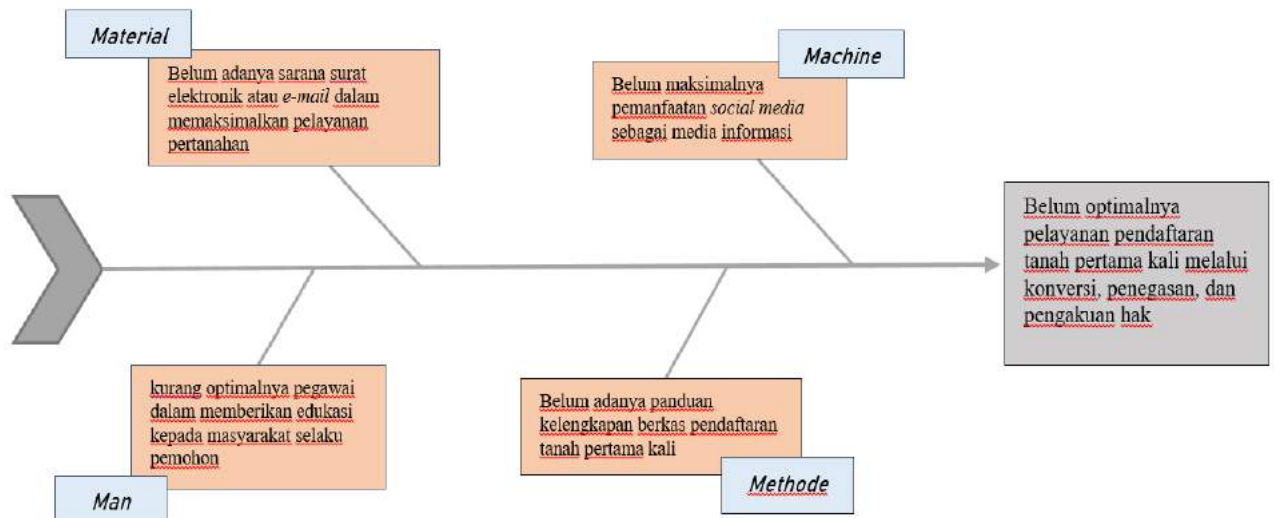 Material
Belum adanya sarana surat
elektronik atau e-mail dalam
memaksimalkan pelayanan
pertanahan
Machine
Belum maksimalnya
pemanfaatan social media
sebagai media informasi
Belum optimalnya
pelayanan pendaftaran
tanah pertama kali melalui
konversi, penegasan, dan
pengakuan hak
kurang optimalnya pegawai
dalam memberikan edukasi
kepada masyarakat selaku
pemohon
Man
Belum adanya panduan
kelengkapan berkas pendaftaran
tanah pertama kali
Methode